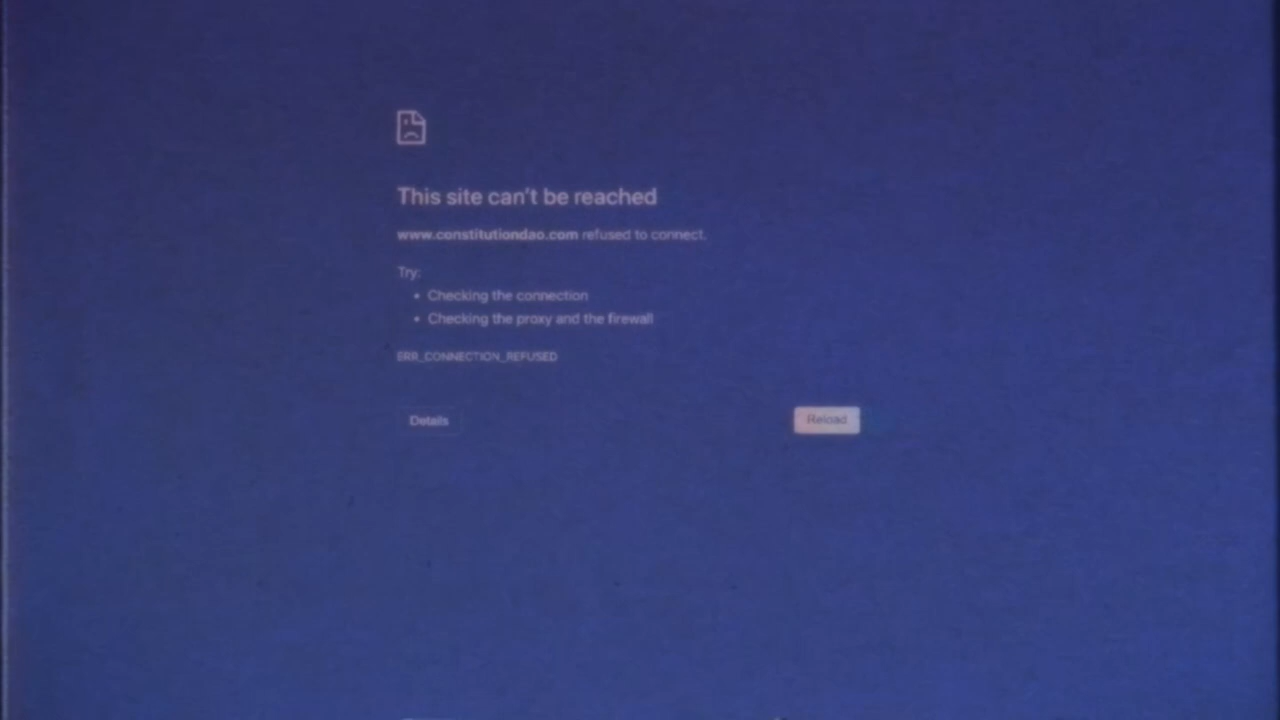 This site can't be reached
www.constitutiondao.com refused to connect.
Try:
• Checking the connection
• Checking the proxy and the firewall
ERR_CONNECTION_REFUSED
Details
Reload